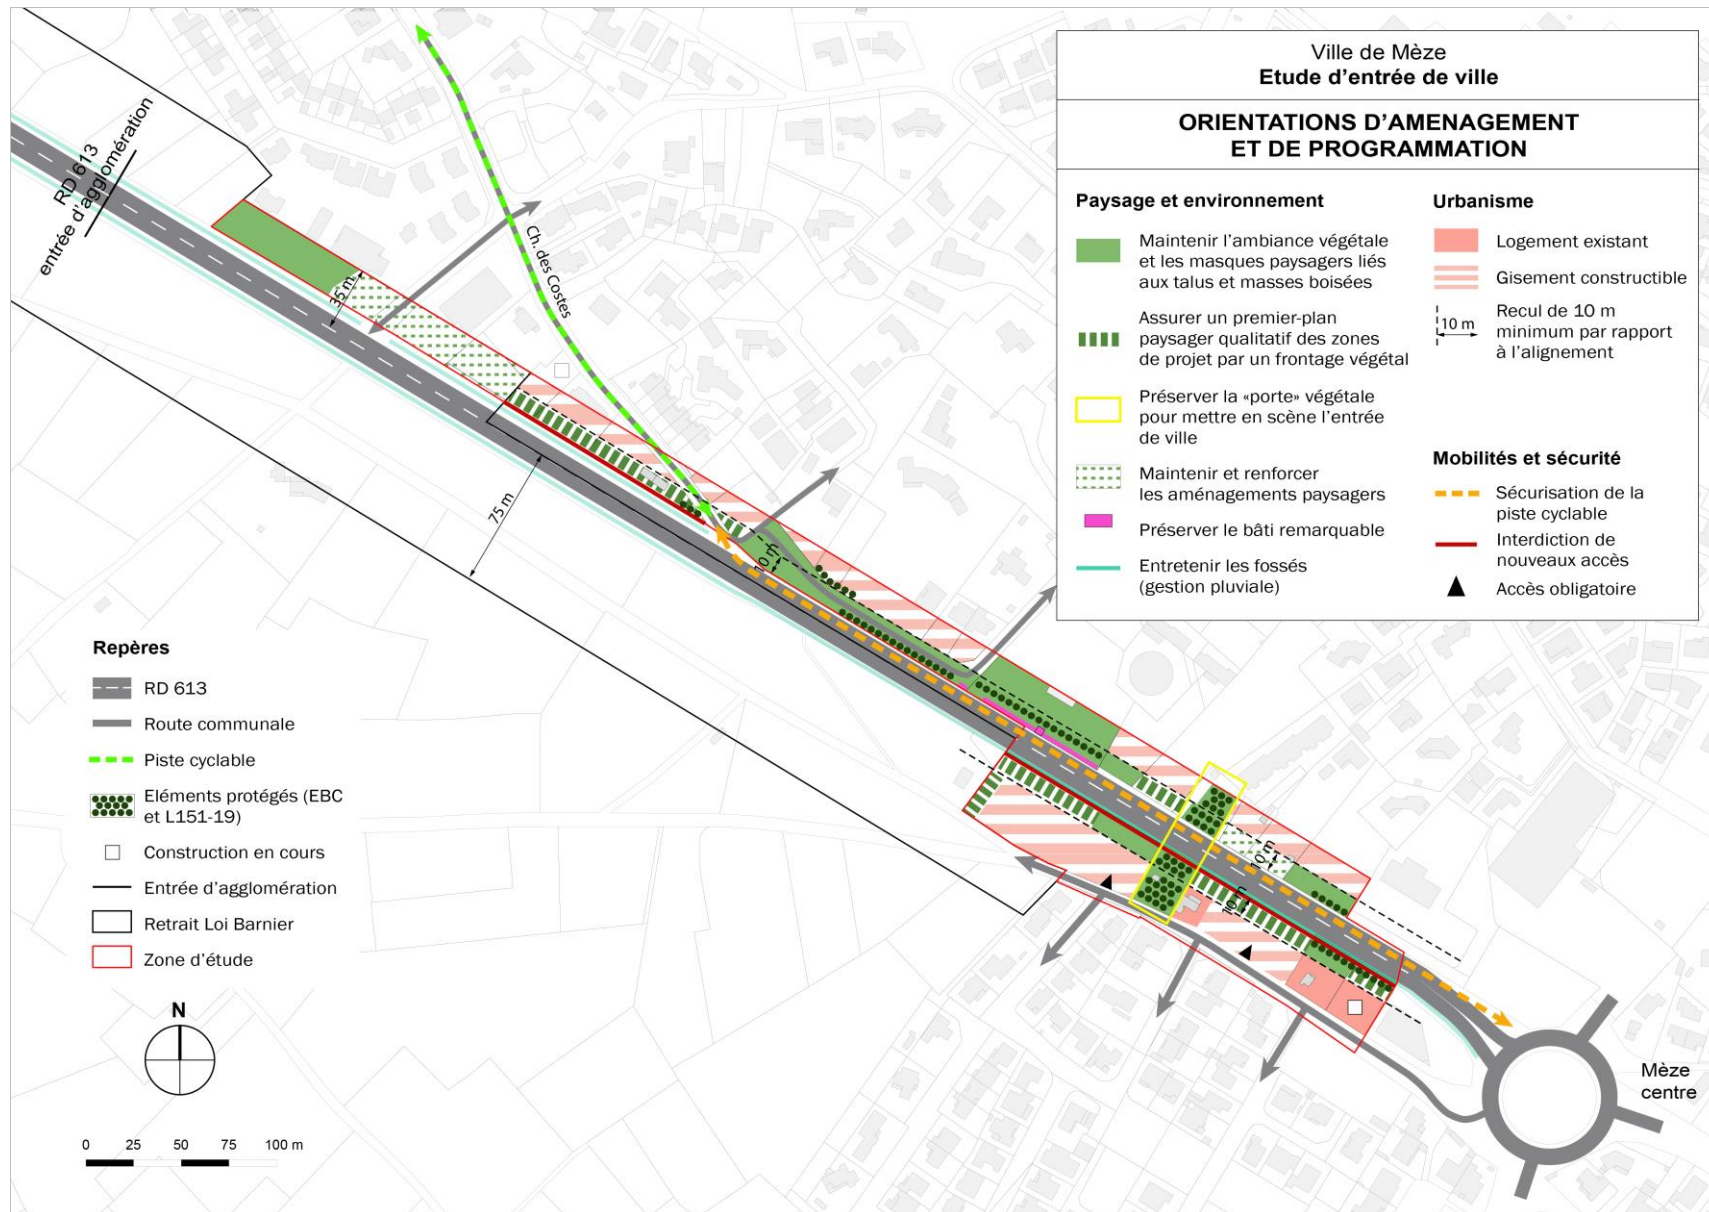 Ville de Mèze
Etude d'entrée de ville
ORIENTATIONS D'AMENAGEMENT
ET DE PROGRAMMATION
Paysage et environnement
Maintenir l'ambiance végétale
et les masques paysagers liés
aux talus et masses boisées
Assurer un premier-plan
paysager qualitatif des zones
de projet par un frontage végétal
Préserver la «porte» végétale
pour mettre en scène l'entrée
de ville
Maintenir et renforcer
les aménagements paysagers
Préserver le bâti remarquable
Entretenir les fossés
(gestion pluviale)
Urbanisme
Logement existant
Gisement constructible
10 m
Recul de 10 m
minimum par rapport
à l'alignement
Mobilités et sécurité
Sécurisation de la
piste cyclable
Interdiction de
nouveaux accès
Accès obligatoire
RD 613
entrée d'agglomération
35 m
Ch. des Costes
75 m
10 m
10 m
10 m
Mèze
centre
Repères
RD 613
Route communale
Piste cyclable
Eléments protégés (EBC
et L151-19)
Construction en cours
Entrée d'agglomération
Retrait Loi Barnier
Zone d'étude
N
0 25 50 75 100 m